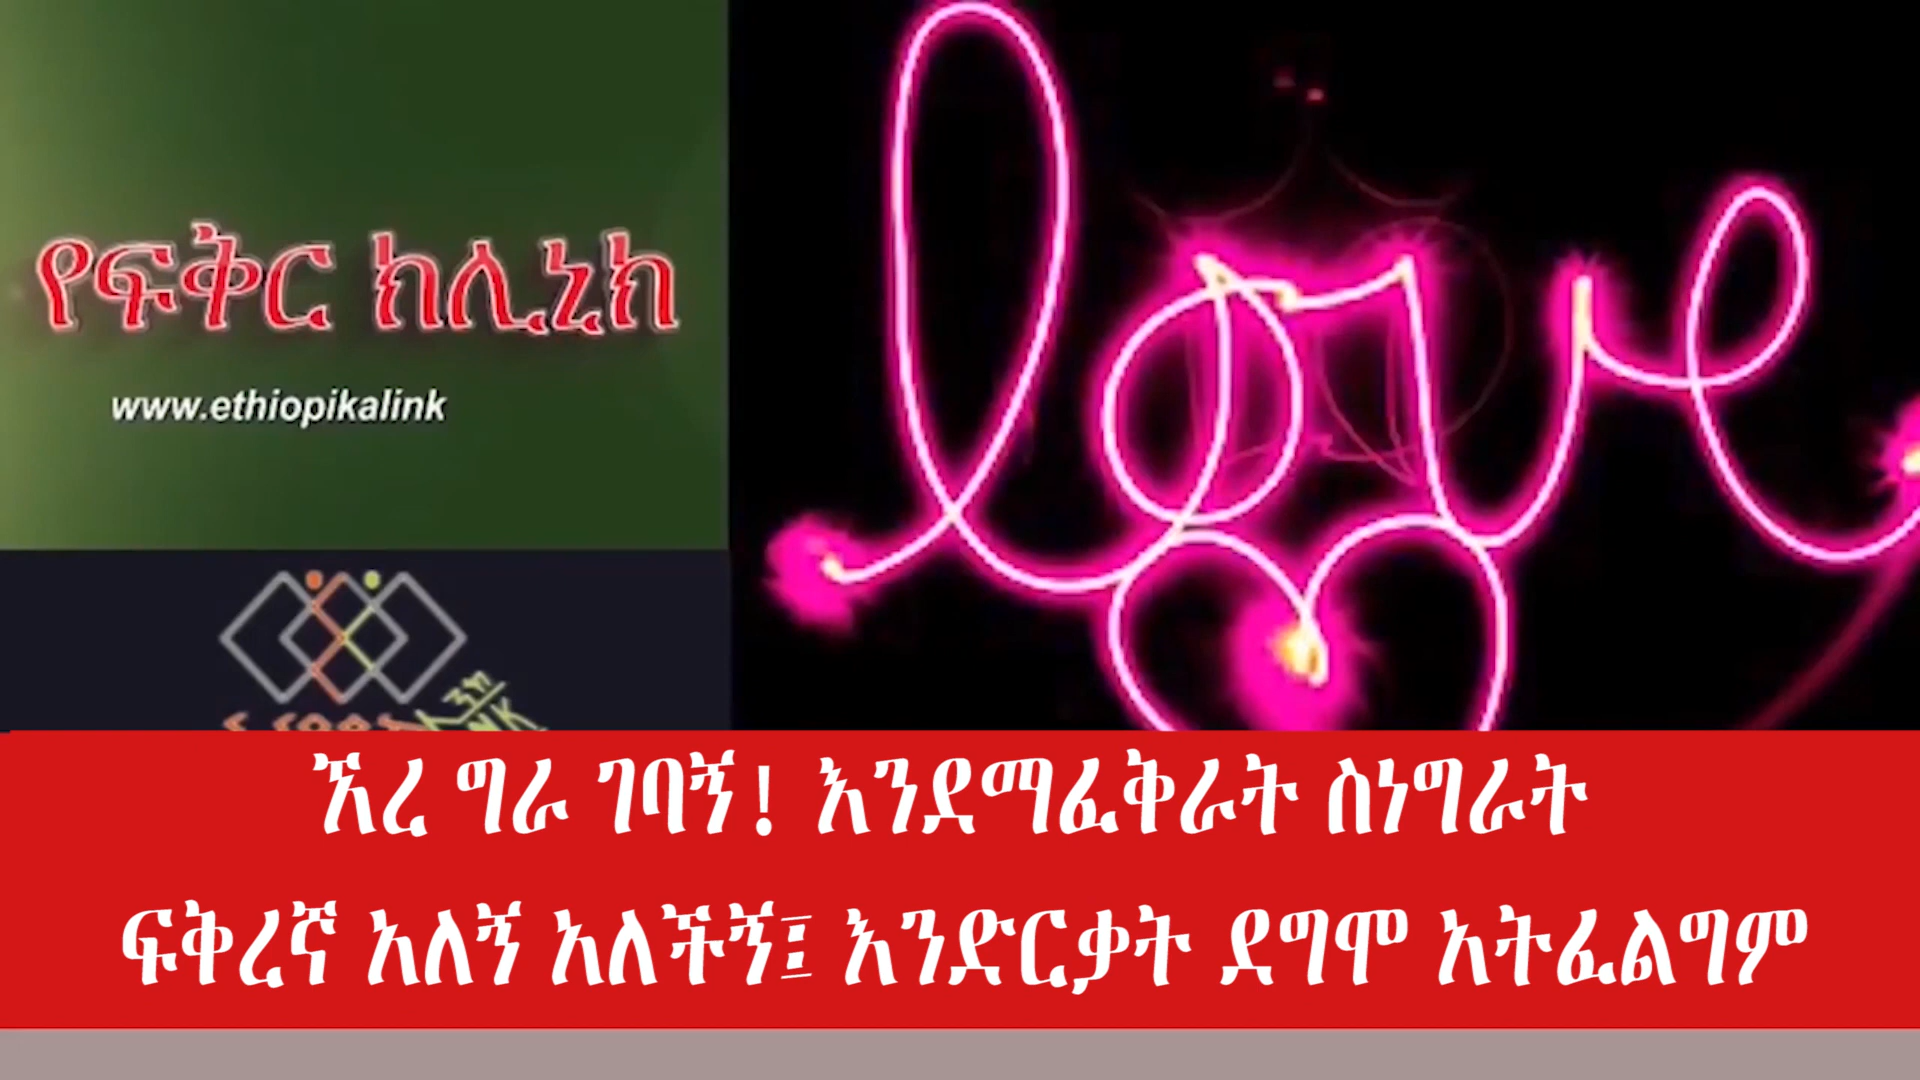 የፍቅር ክሊኒክ
www.ethiopikalink
love
ኧረ ግራ ገባኝ! እንደማፈቅራት ስነግራት
ፍቅረኛ አለኝ አለችኝ፤ እንድርቃት ደግሞ አትፈልግም